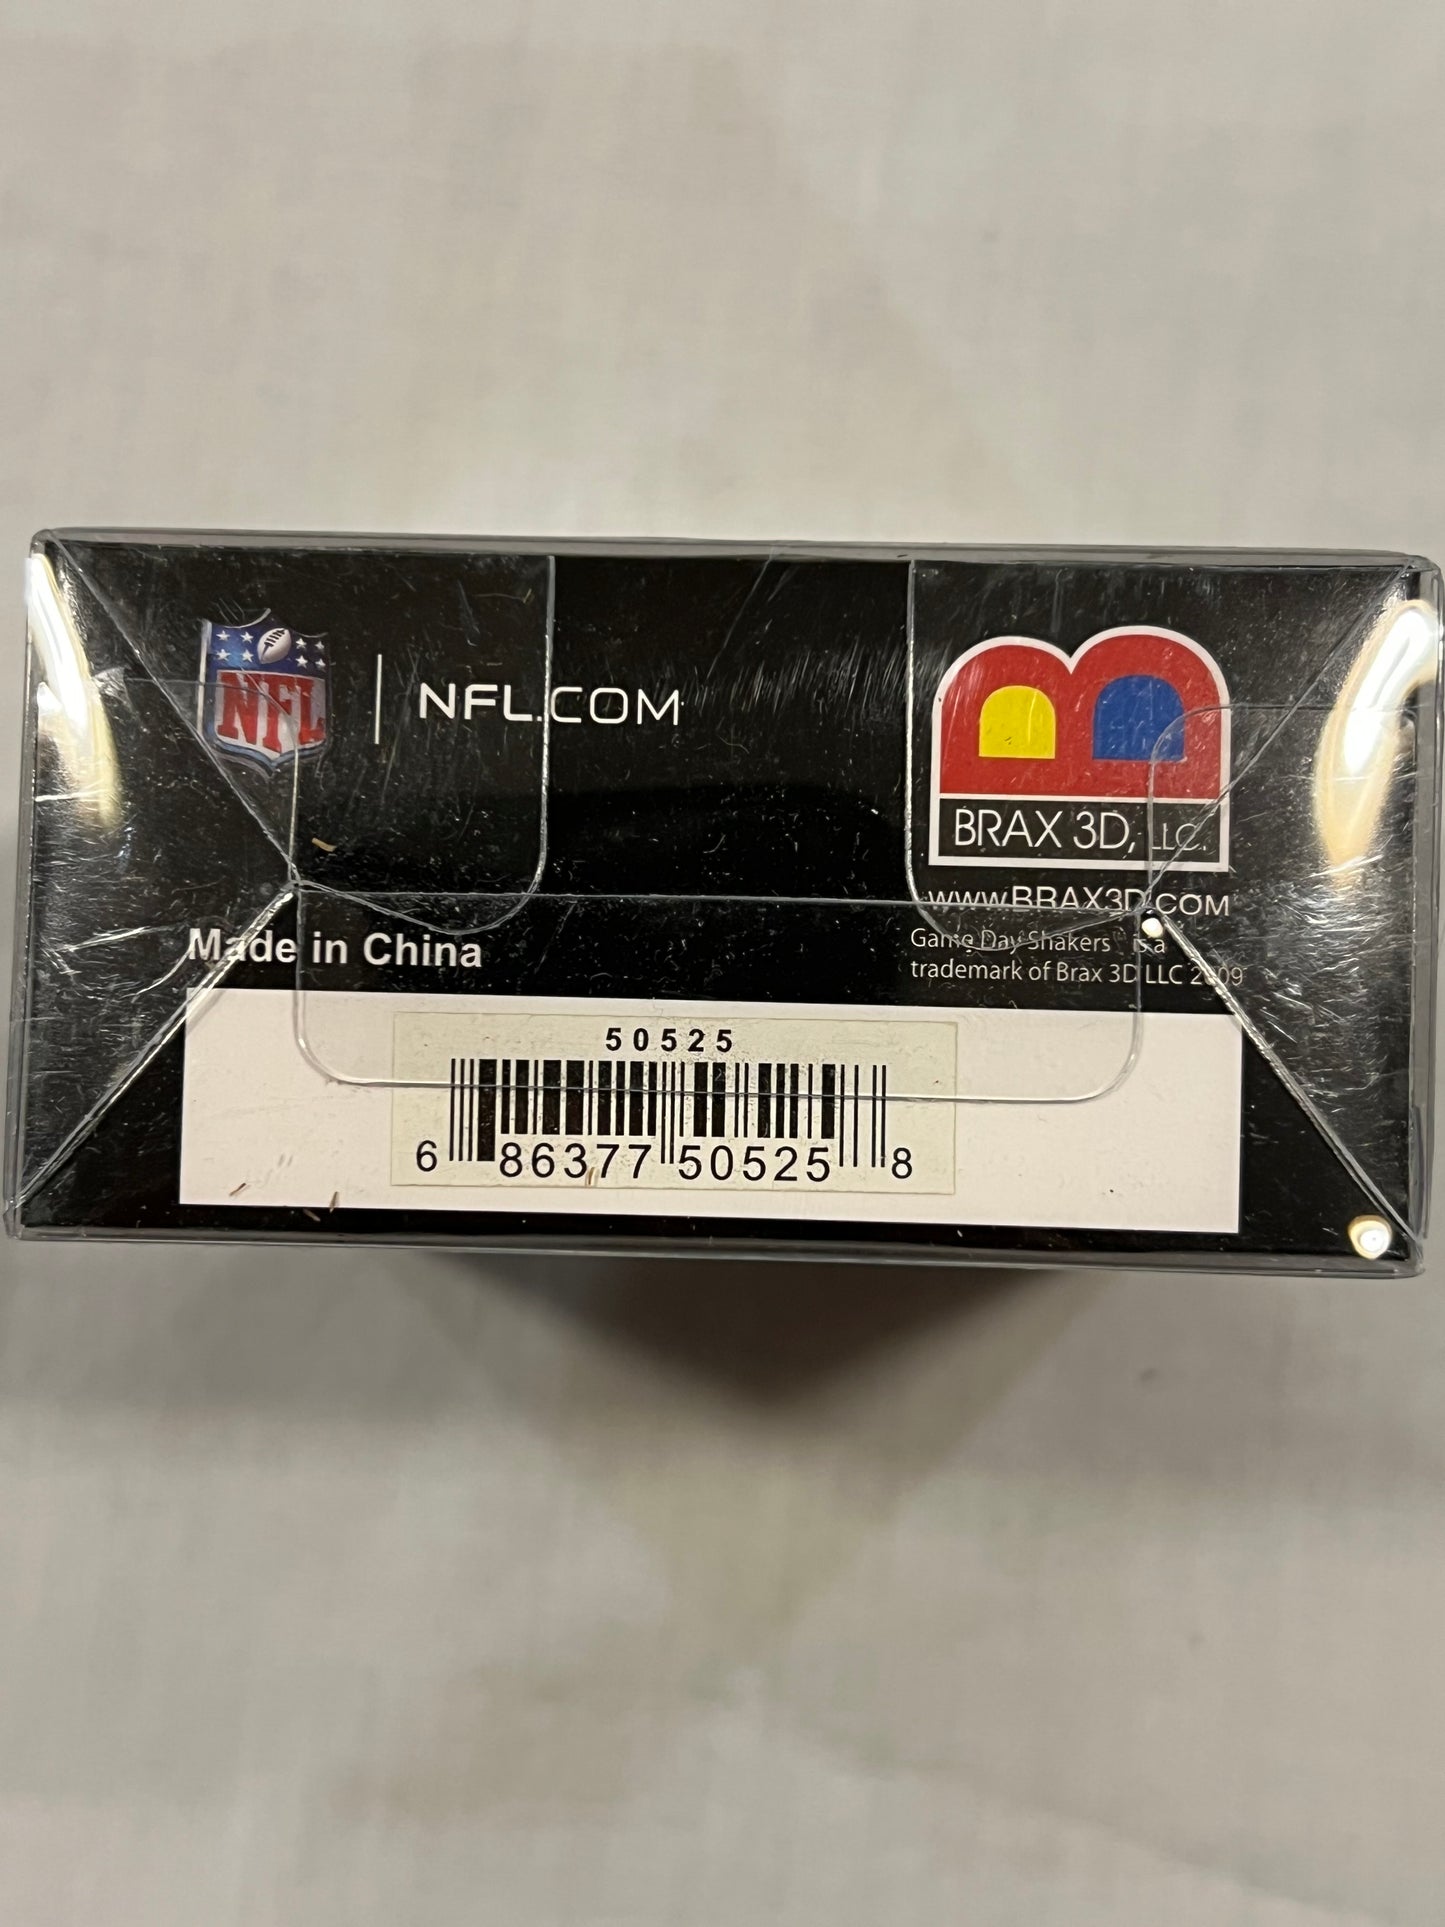 NFL
NFL.COM
BRAX 3D, LLC.
www.BRAX3D.COM
Made in China
Game Day Shakers™ is a
trademark of Brax 3D LLC 2009
50525
6 86377 50525 8